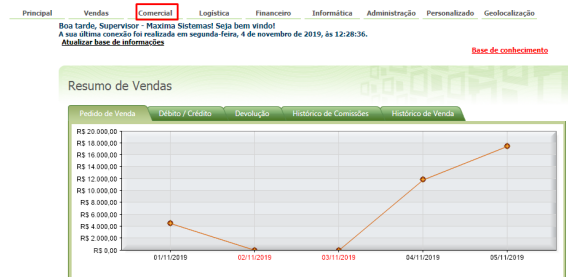 Principal Vendas Comercial Logística Financeiro Informática Administração Personalizado Geolocalização
Boa tarde, Supervisor - Maxima Sistemas! Seja bem vindo!
A sua última conexão foi realizada em segunda-feira, 4 de novembro de 2019, às 12:28:36.
Atualizar base de informações
Base de conhecimento
Resumo de Vendas
Pedido de Venda Débito / Crédito Devolução Histórico de Comissões Histórico de Venda
R$ 20.000,00
R$ 18.000,00
R$ 16.000,00
R$ 14.000,00
R$ 12.000,00
R$ 10.000,00
R$ 8.000,00
R$ 6.000,00
R$ 4.000,00
R$ 2.000,00
R$ 0,00
01/11/2019 02/11/2019 03/11/2019 04/11/2019 05/11/2019